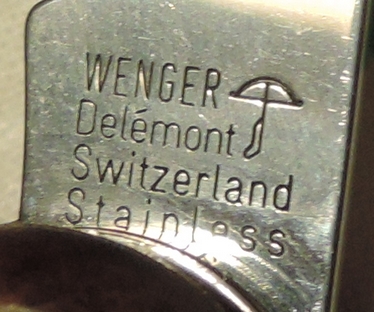 WENGER
Delémont
Switzerland
Stainless